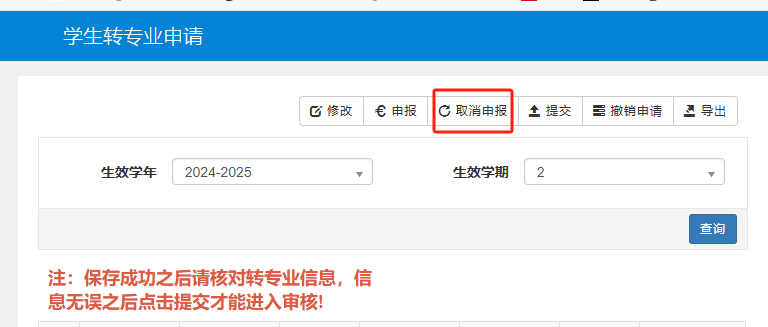 学生转专业申请
修改 申报 取消申报 提交 撤销申请 导出
生效学年 2024-2025 生效学期 2
查询
注：保存成功之后请核对转专业信息，信
息无误之后点击提交才能进入审核!